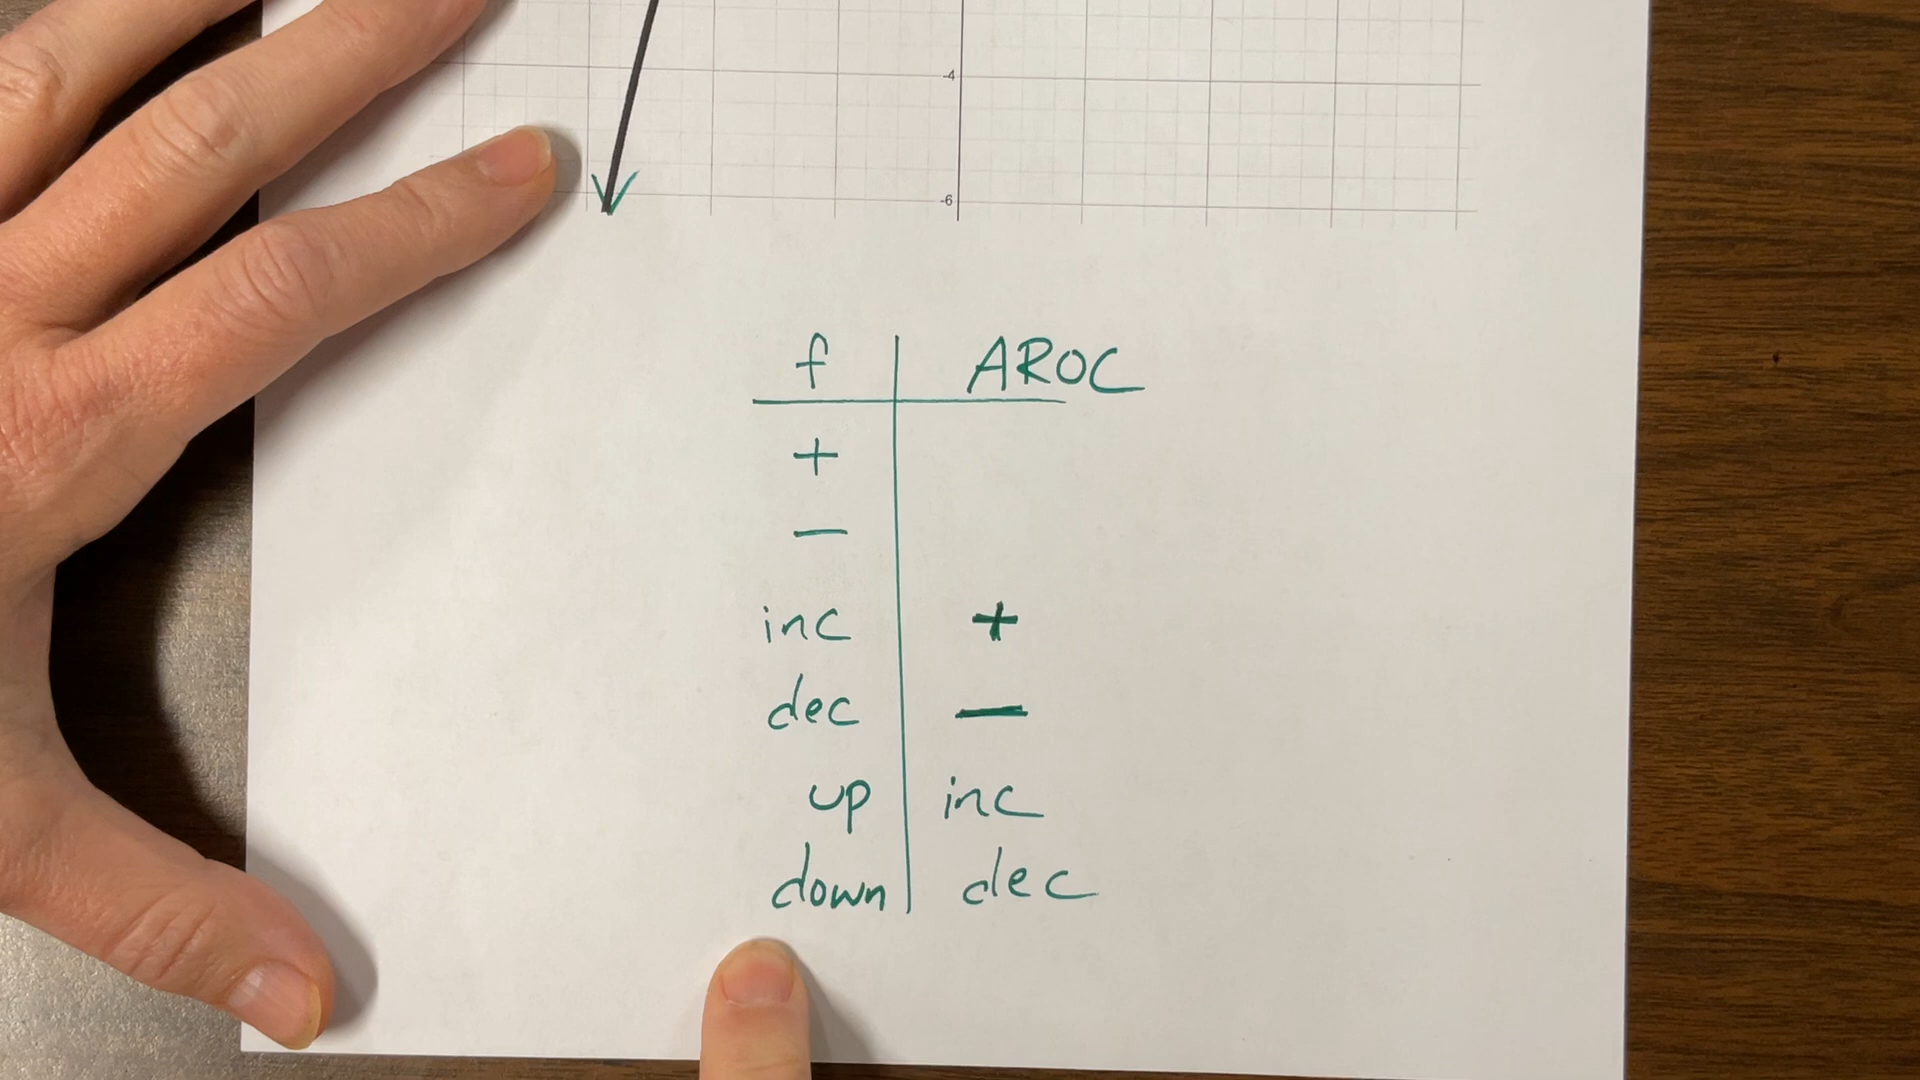 -4
-6
f AROC
+
—
inc +
dec —
up inc
down dec